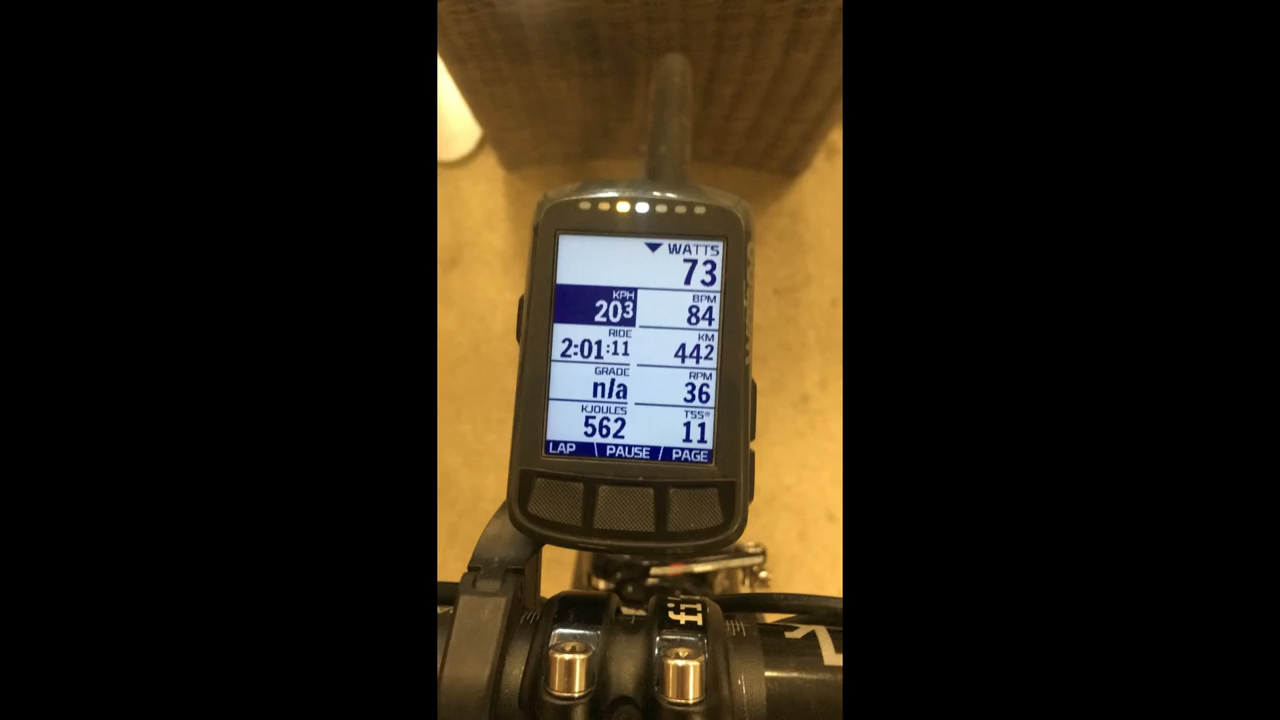 WATTS
73
KPH
20³
BPM
84
RIDE
2:01:11
KM
44²
GRADE
n/a
RPM
36
KJOULES
562
TSS®
11
LAP \ PAUSE / PAGE